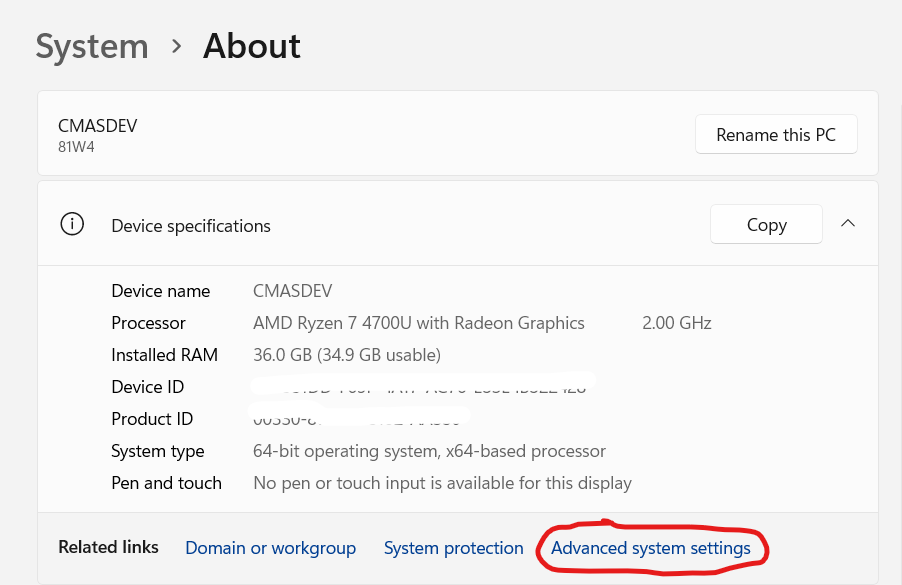 System > About
CMASDEV
81W4
Rename this PC
Device specifications
Copy
Device name CMASDEV
Processor AMD Ryzen 7 4700U with Radeon Graphics 2.00 GHz
Installed RAM 36.0 GB (34.9 GB usable)
Device ID
Product ID
System type 64-bit operating system, x64-based processor
Pen and touch No pen or touch input is available for this display
Related links Domain or workgroup System protection Advanced system settings